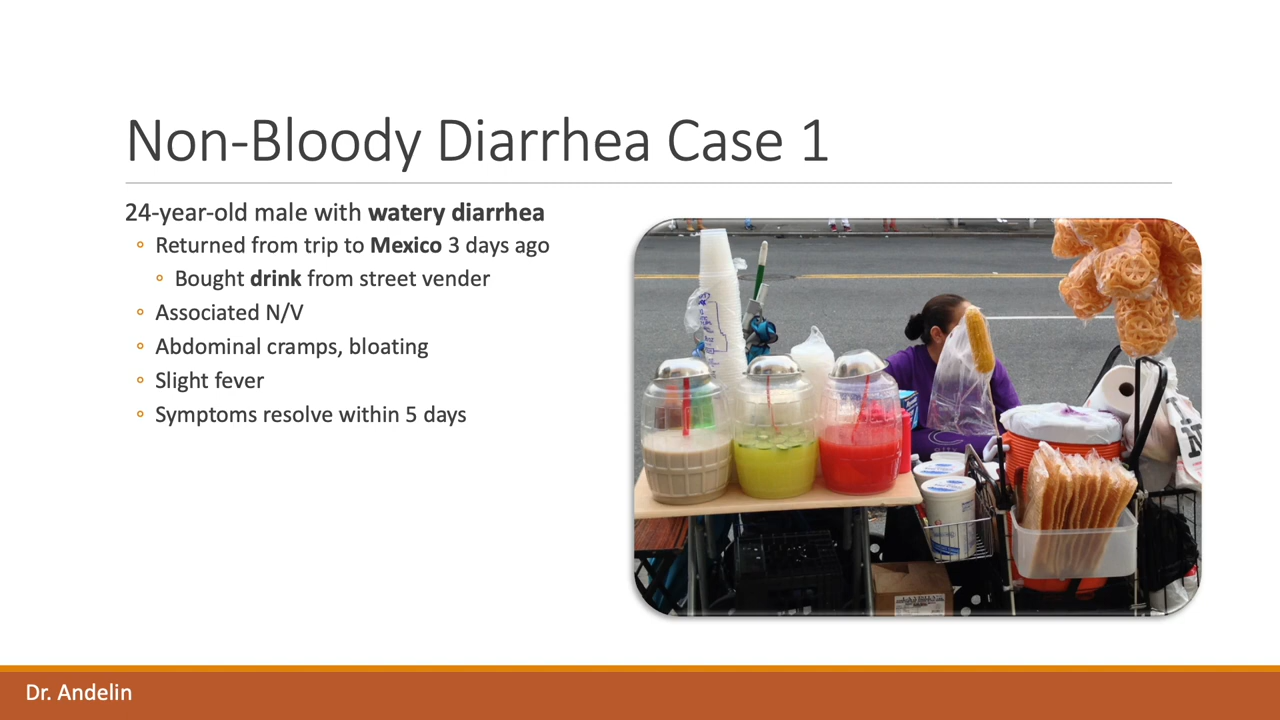 Non-Bloody Diarrhea Case 1
24-year-old male with watery diarrhea
Returned from trip to Mexico 3 days ago
Bought drink from street vender
Associated N/V
Abdominal cramps, bloating
Slight fever
Symptoms resolve within 5 days
Dr. Andelin